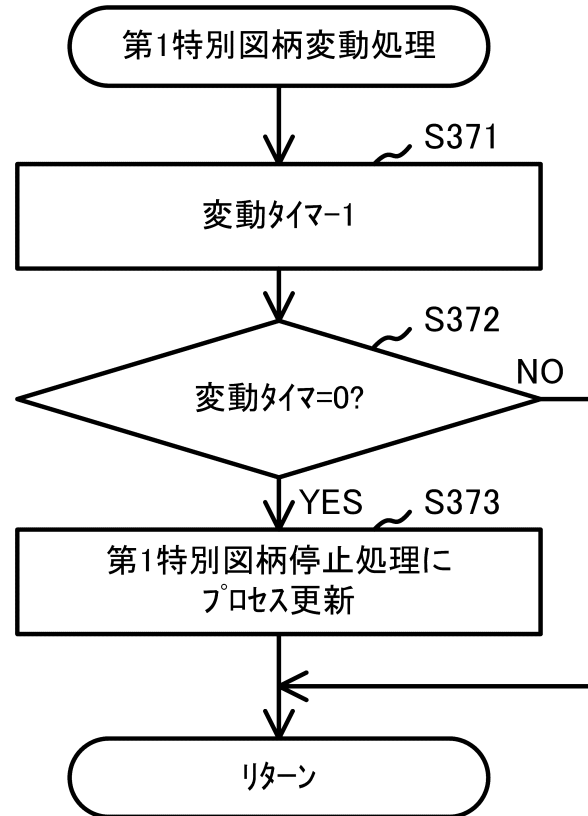 第1特別図柄変動処理
S371
変動ﾀｲﾏ-1
S372
変動ﾀｲﾏ=0?
NO
YES
S373
第1特別図柄停止処理に
ﾌﾟﾛｾｽ更新
ﾘﾀｰﾝ